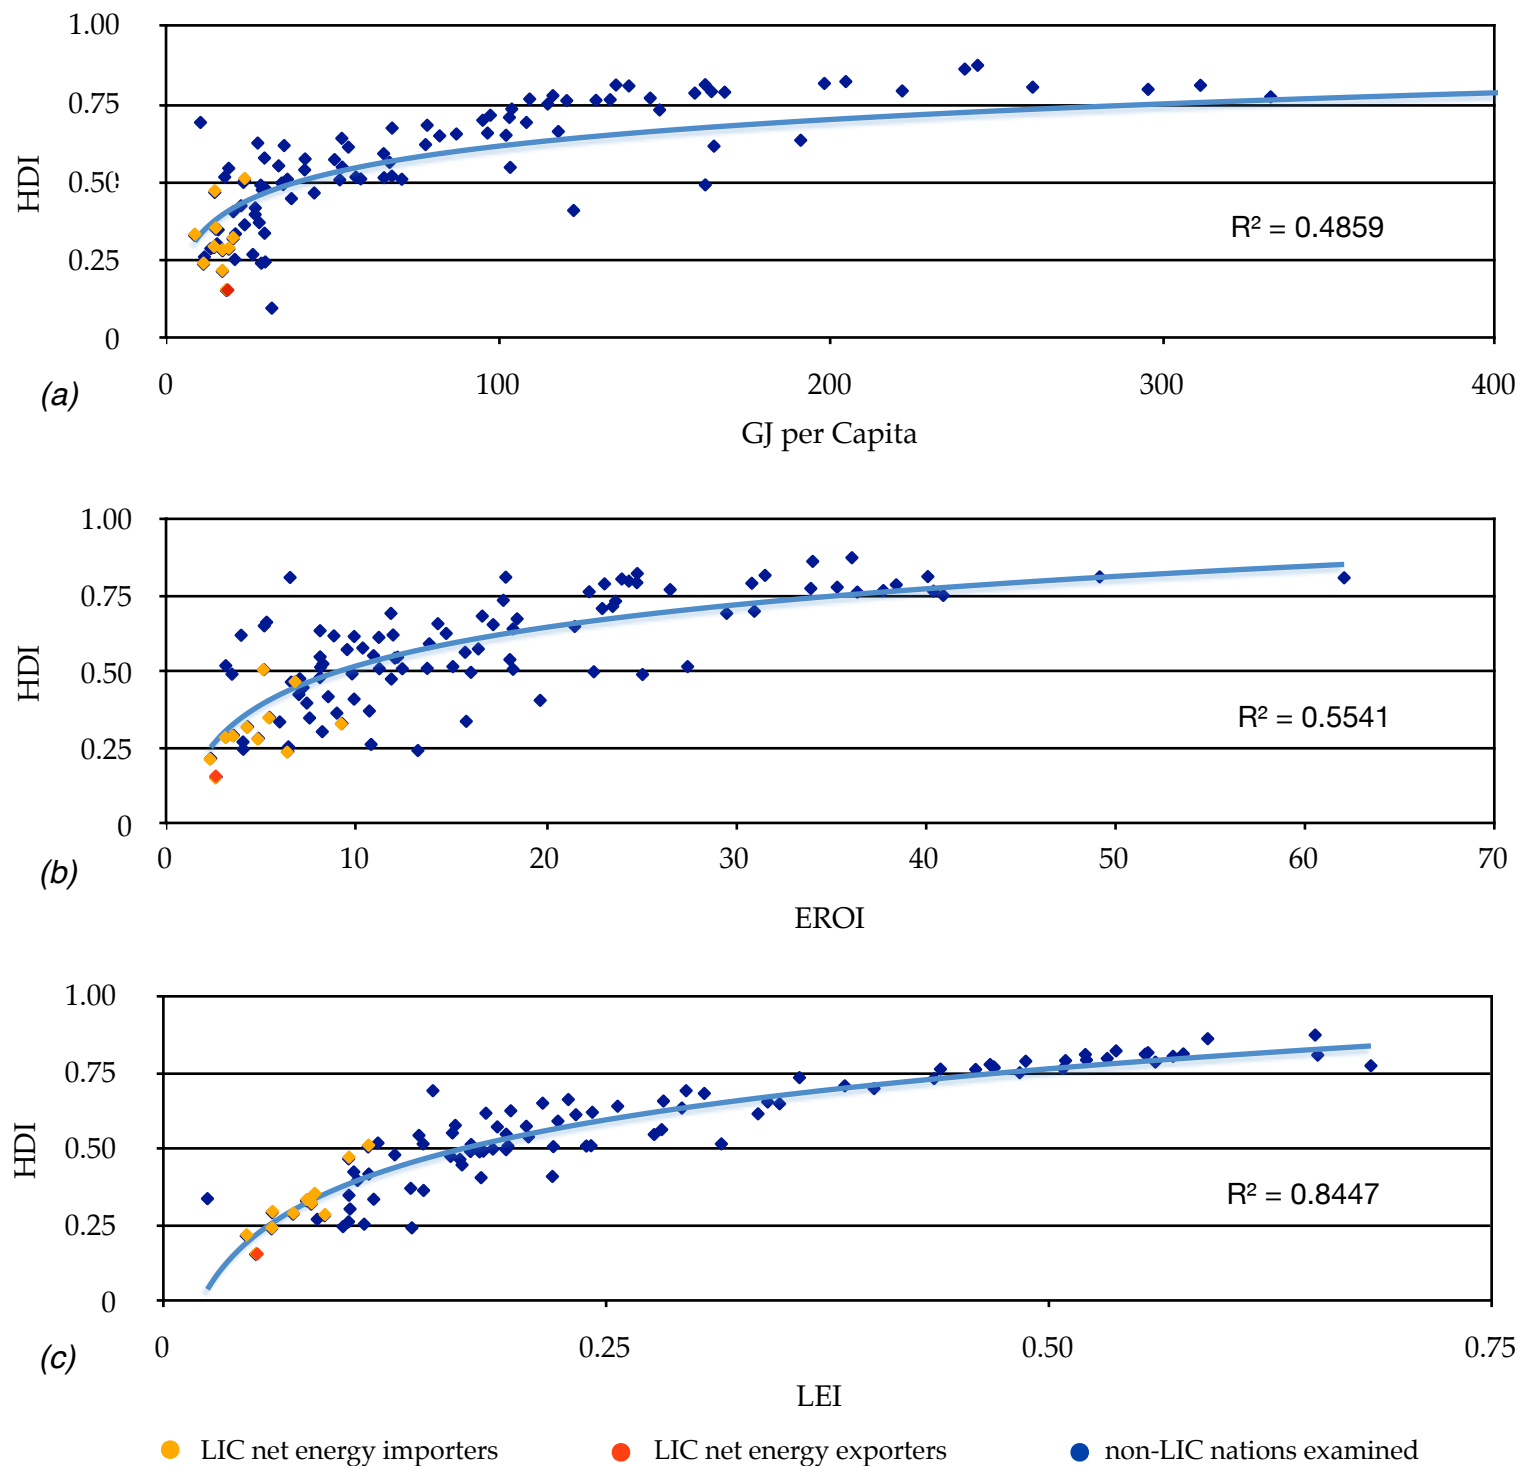 1.00
0.75
0.50
0.25
0
HDI
R² = 0.4859
0 100 200 300 400
(a)
GJ per Capita
1.00
0.75
0.50
0.25
0
HDI
R² = 0.5541
0 10 20 30 40 50 60 70
(b)
EROI
1.00
0.75
0.50
0.25
0
HDI
R² = 0.8447
0 0.25 0.50 0.75
(c)
LEI
LIC net energy importers LIC net energy exporters non-LIC nations examined